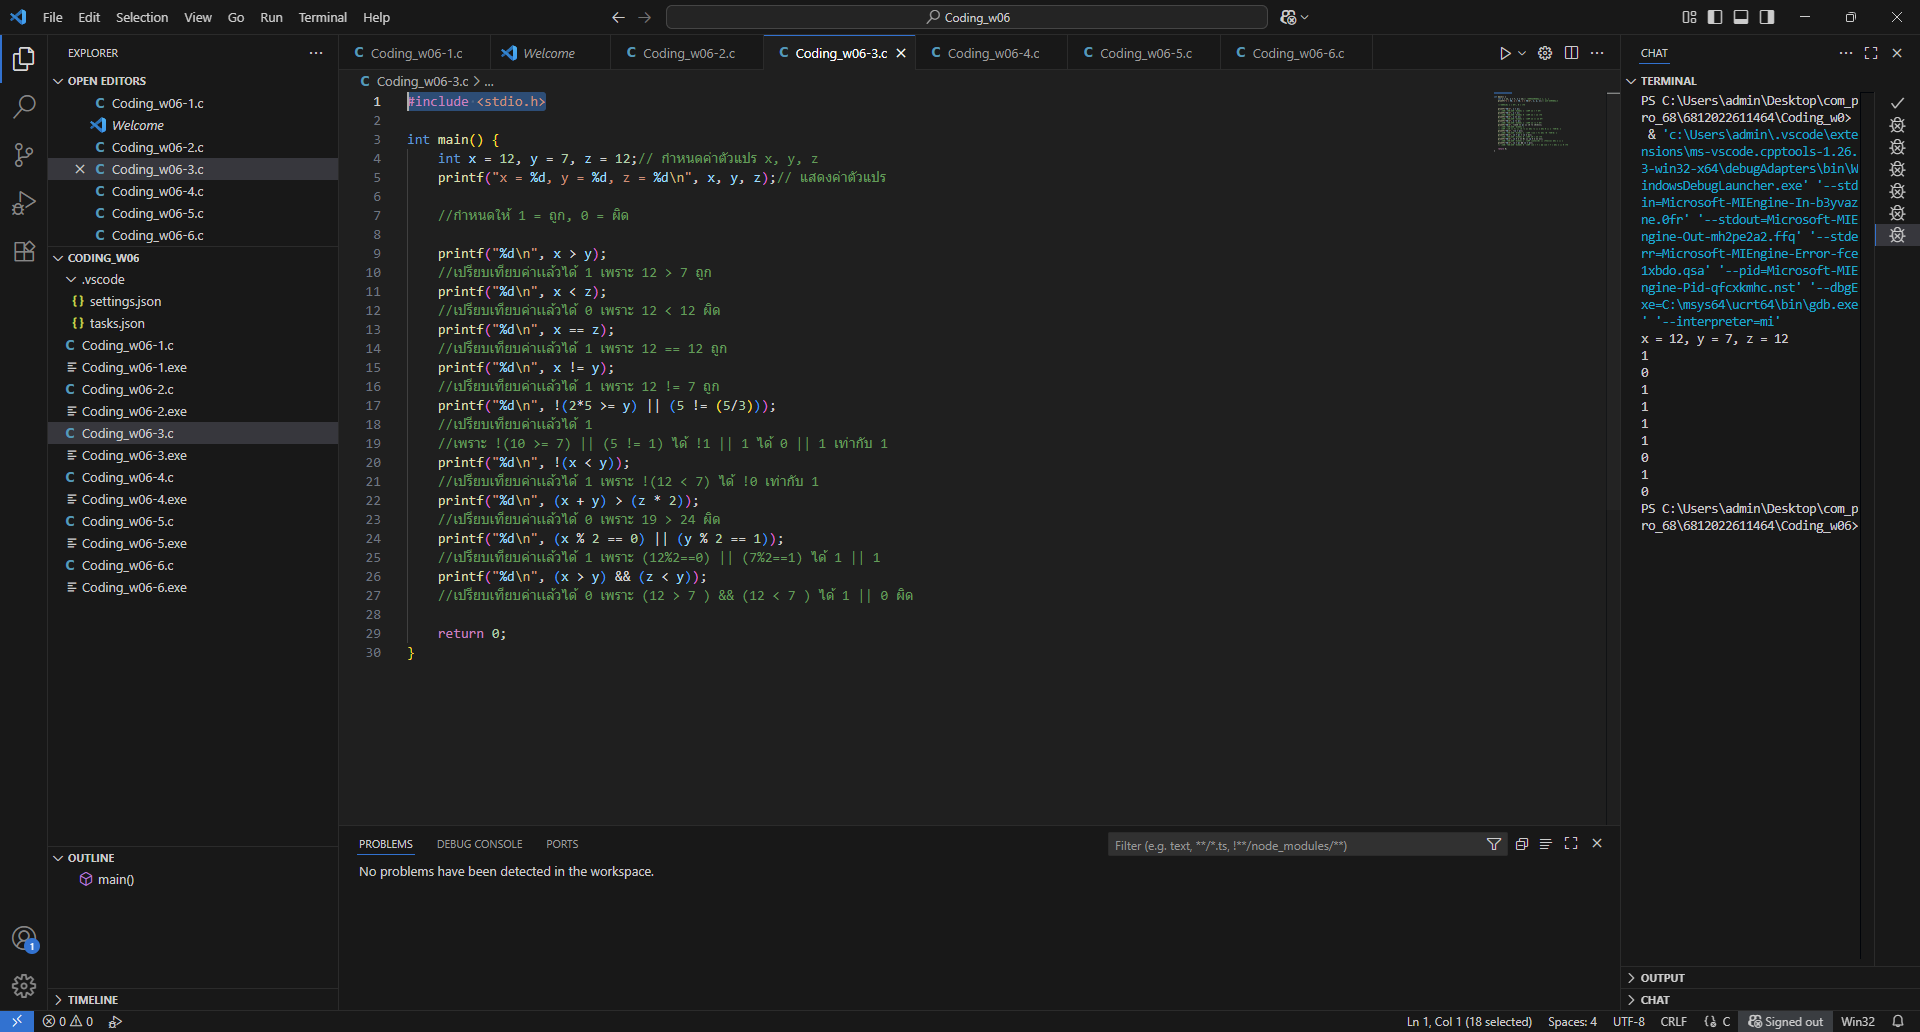 File Edit Selection View Go Run Terminal Help
Coding_w06
EXPLORER
OPEN EDITORS
Coding_w06-1.c
Welcome
Coding_w06-2.c
Coding_w06-3.c
Coding_w06-4.c
Coding_w06-5.c
Coding_w06-6.c
CODING_W06
.vscode
{} settings.json
{} tasks.json
C Coding_w06-1.c
Coding_w06-1.exe
C Coding_w06-2.c
Coding_w06-2.exe
C Coding_w06-3.c
Coding_w06-3.exe
C Coding_w06-4.c
Coding_w06-4.exe
C Coding_w06-5.c
Coding_w06-5.exe
C Coding_w06-6.c
Coding_w06-6.exe
OUTLINE
main()
TIMELINE
C Coding_w06-1.c Welcome C Coding_w06-2.c C Coding_w06-3.c C Coding_w06-4.c C Coding_w06-5.c C Coding_w06-6.c
C Coding_w06-3.c > ...
1 #include <stdio.h>
2
3 int main() {
4 int x = 12, y = 7, z = 12;// กำหนดค่าตัวแปร x, y, z
5 printf("x = %d, y = %d, z = %d\n", x, y, z);// แสดงค่าตัวแปร
6
7 //กำหนดให้ 1 = ถูก, 0 = ผิด
8
9 printf("%d\n", x > y);
10 //เปรียบเทียบค่าแล้วได้ 1 เพราะ 12 > 7 ถูก
11 printf("%d\n", x < z);
12 //เปรียบเทียบค่าแล้วได้ 0 เพราะ 12 < 12 ผิด
13 printf("%d\n", x == z);
14 //เปรียบเทียบค่าแล้วได้ 1 เพราะ 12 == 12 ถูก
15 printf("%d\n", x != y);
16 //เปรียบเทียบค่าแล้วได้ 1 เพราะ 12 != 7 ถูก
17 printf("%d\n", !(2*5 >= y) || (5 != (5/3)));
18 //เปรียบเทียบค่าแล้วได้ 1
19 //เพราะ !(10 >= 7) || (5 != 1) ได้ !1 || 1 ได้ 0 || 1 เท่ากับ 1
20 printf("%d\n", !(x < y));
21 //เปรียบเทียบค่าแล้วได้ 1 เพราะ !(12 < 7) ได้ !0 เท่ากับ 1
22 printf("%d\n", (x + y) > (z * 2));
23 //เปรียบเทียบค่าแล้วได้ 0 เพราะ 19 > 24 ผิด
24 printf("%d\n", (x % 2 == 0) || (y % 2 == 1));
25 //เปรียบเทียบค่าแล้วได้ 1 เพราะ (12%2==0) || (7%2==1) ได้ 1 || 1
26 printf("%d\n", (x > y) && (z < y));
27 //เปรียบเทียบค่าแล้วได้ 0 เพราะ (12 > 7 ) && (12 < 7 ) ได้ 1 || 0 ผิด
28
29 return 0;
30 }
PROBLEMS DEBUG CONSOLE PORTS
Filter (e.g. text, **/*.ts, !**/node_modules/**)
No problems have been detected in the workspace.
CHAT
TERMINAL
PS C:\Users\admin\Desktop\com_p
ro_68\6812022611464\Coding_w0>
& 'c:\Users\admin\.vscode\exte
nsions\ms-vscode.cpptools-1.26.
3-win32-x64\debugAdapters\bin\W
indowsDebugLauncher.exe' '--std
in=Microsoft-MIEngine-In-b3yvaz
ne.0fr' '--stdout=Microsoft-MIE
ngine-Out-mh2pe2a2.ffq' '--stde
rr=Microsoft-MIEngine-Error-fce
1xbdo.qsa' '--pid=Microsoft-MIE
ngine-Pid-qfcxkmhc.nst' '--dbgE
xe=C:\msys64\ucrt64\bin\gdb.exe
' '--interpreter=mi'
x = 12, y = 7, z = 12
1
0
1
1
1
1
0
1
0
PS C:\Users\admin\Desktop\com_p
ro_68\6812022611464\Coding_w06>
OUTPUT
CHAT
1
0 0
Ln 1, Col 1 (18 selected) Spaces: 4 UTF-8 CRLF {} C Signed out Win32